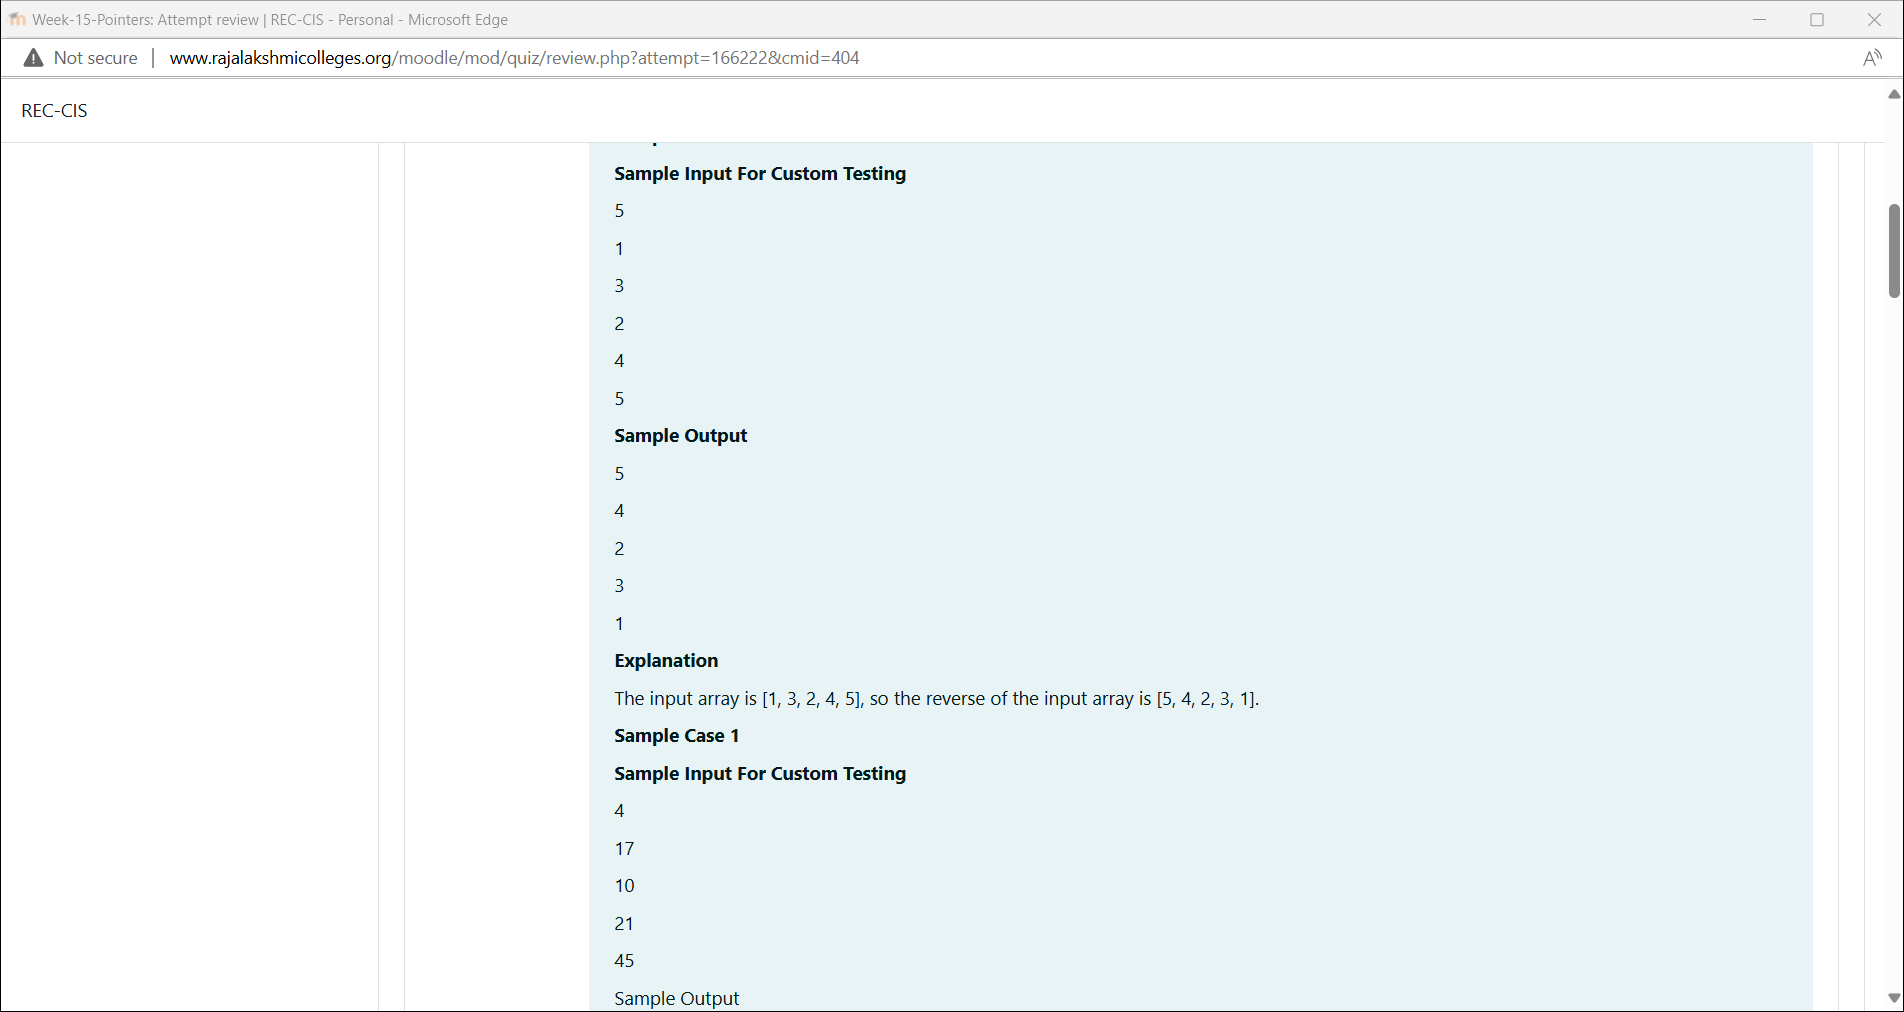 Week-15-Pointers: Attempt review | REC-CIS - Personal - Microsoft Edge
Not secure | www.rajalakshmicolleges.org/moodle/mod/quiz/review.php?attempt=166222&cmid=404
REC-CIS
Sample Input For Custom Testing
5
1
3
2
4
5
Sample Output
5
4
2
3
1
Explanation
The input array is [1, 3, 2, 4, 5], so the reverse of the input array is [5, 4, 2, 3, 1].
Sample Case 1
Sample Input For Custom Testing
4
17
10
21
45
Sample Output